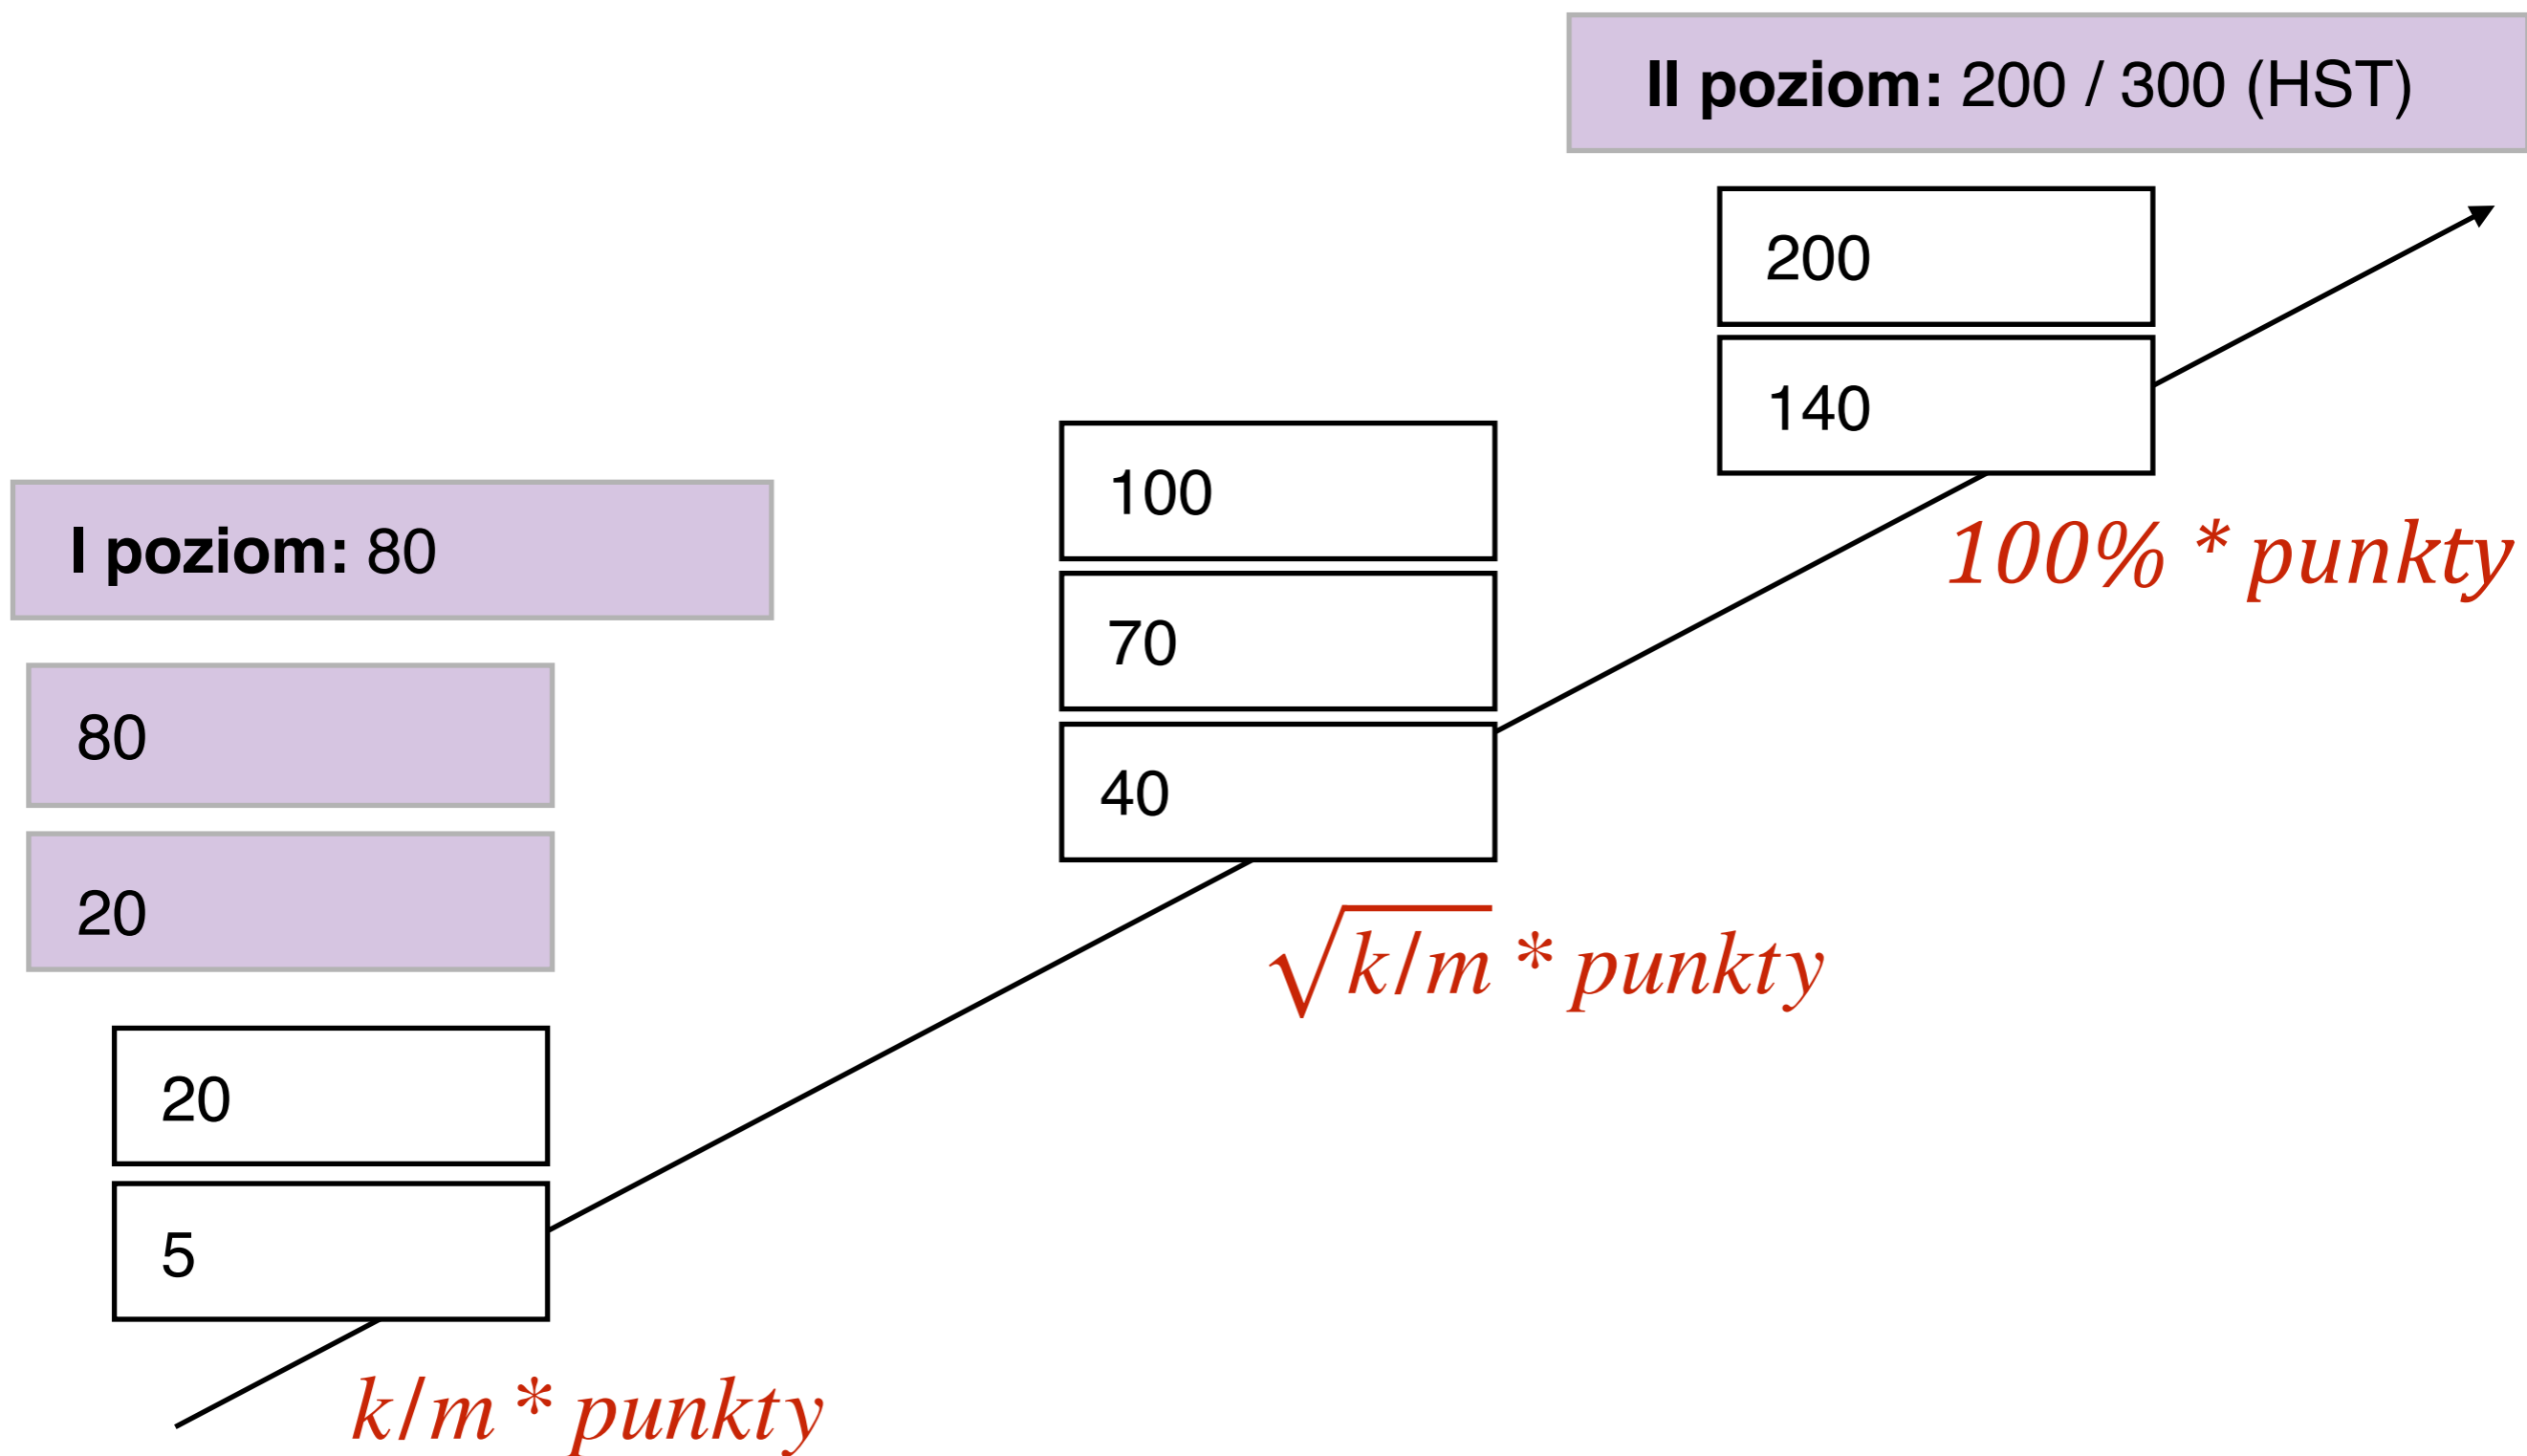 II poziom: 200 / 300 (HST)
200
140
100% * punkty
100
70
40
√k/m * punkty
I poziom: 80
80
20
20
5
k/m * punkty